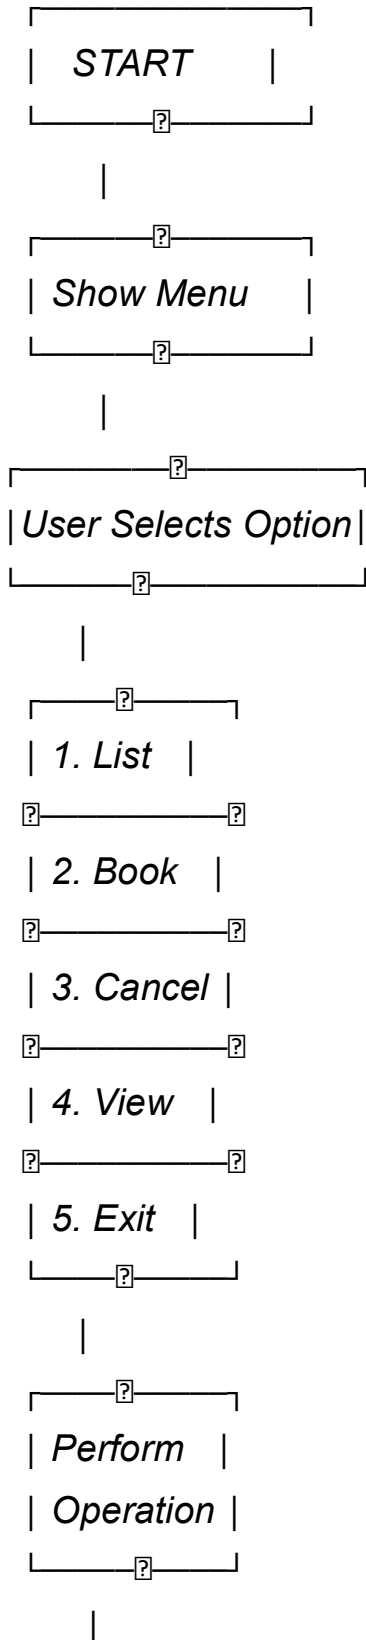 ┌──────────────┐
| START |
└──────⍰───────┘
|
┌──────⍰───────┐
| Show Menu |
└──────⍰───────┘
|
┌────────⍰─────────┐
|User Selects Option|
└──────⍰───────────┘
|
┌────⍰─────┐
| 1. List |
⍰──────────⍰
| 2. Book |
⍰──────────⍰
| 3. Cancel |
⍰──────────⍰
| 4. View |
⍰──────────⍰
| 5. Exit |
└────⍰─────┘
|
┌────⍰─────┐
| Perform |
| Operation |
└─────⍰────┘
|